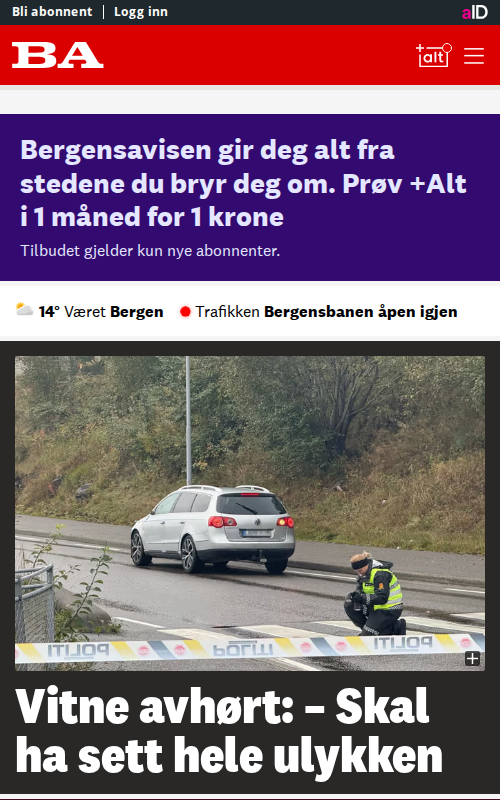 Bli abonnent | Logg inn
aID
BA
+alt
Bergensavisen gir deg alt fra
stedene du bryr deg om. Prøv +Alt
i 1 måned for 1 krone
Tilbudet gjelder kun nye abonnenter.
14° Været Bergen Trafikken Bergensbanen åpen igjen
POLITI POLITI POLITI
Vitne avhørt: – Skal
ha sett hele ulykken